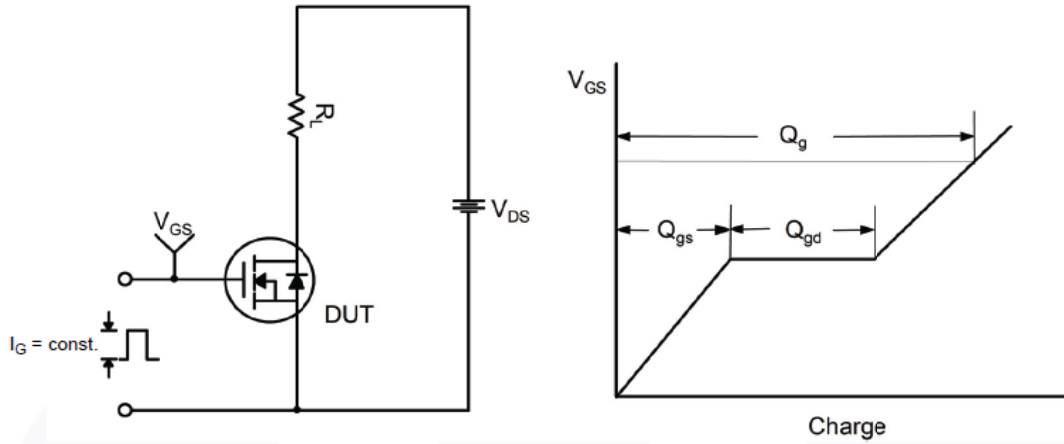 R_L
V_GS
V_DS
DUT
I_G = const.
V_GS
Q_g
Q_gs
Q_gd
Charge